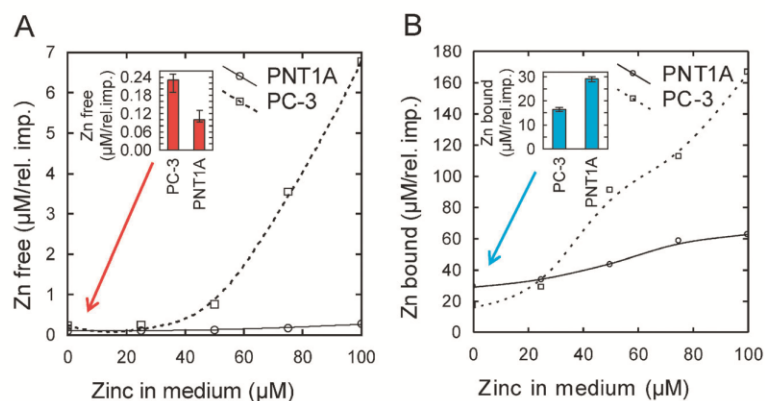 A
7
6
5
4
3
2
1
0
Zn free (µM/rel. imp.)
0 20 40 60 80 100
Zinc in medium (µM)
PNT1A
PC-3
Zn free
(µM/rel.imp.)
0.24
0.18
0.12
0.06
0.00
PC-3
PNT1A
B
180
160
140
120
100
80
60
40
20
0
Zn bound (µM/rel. imp.)
0 20 40 60 80 100
Zinc in medium (µM)
PNT1A
PC-3
Zn bound
(µM/rel.imp.)
30
20
10
0
PC-3
PNT1A